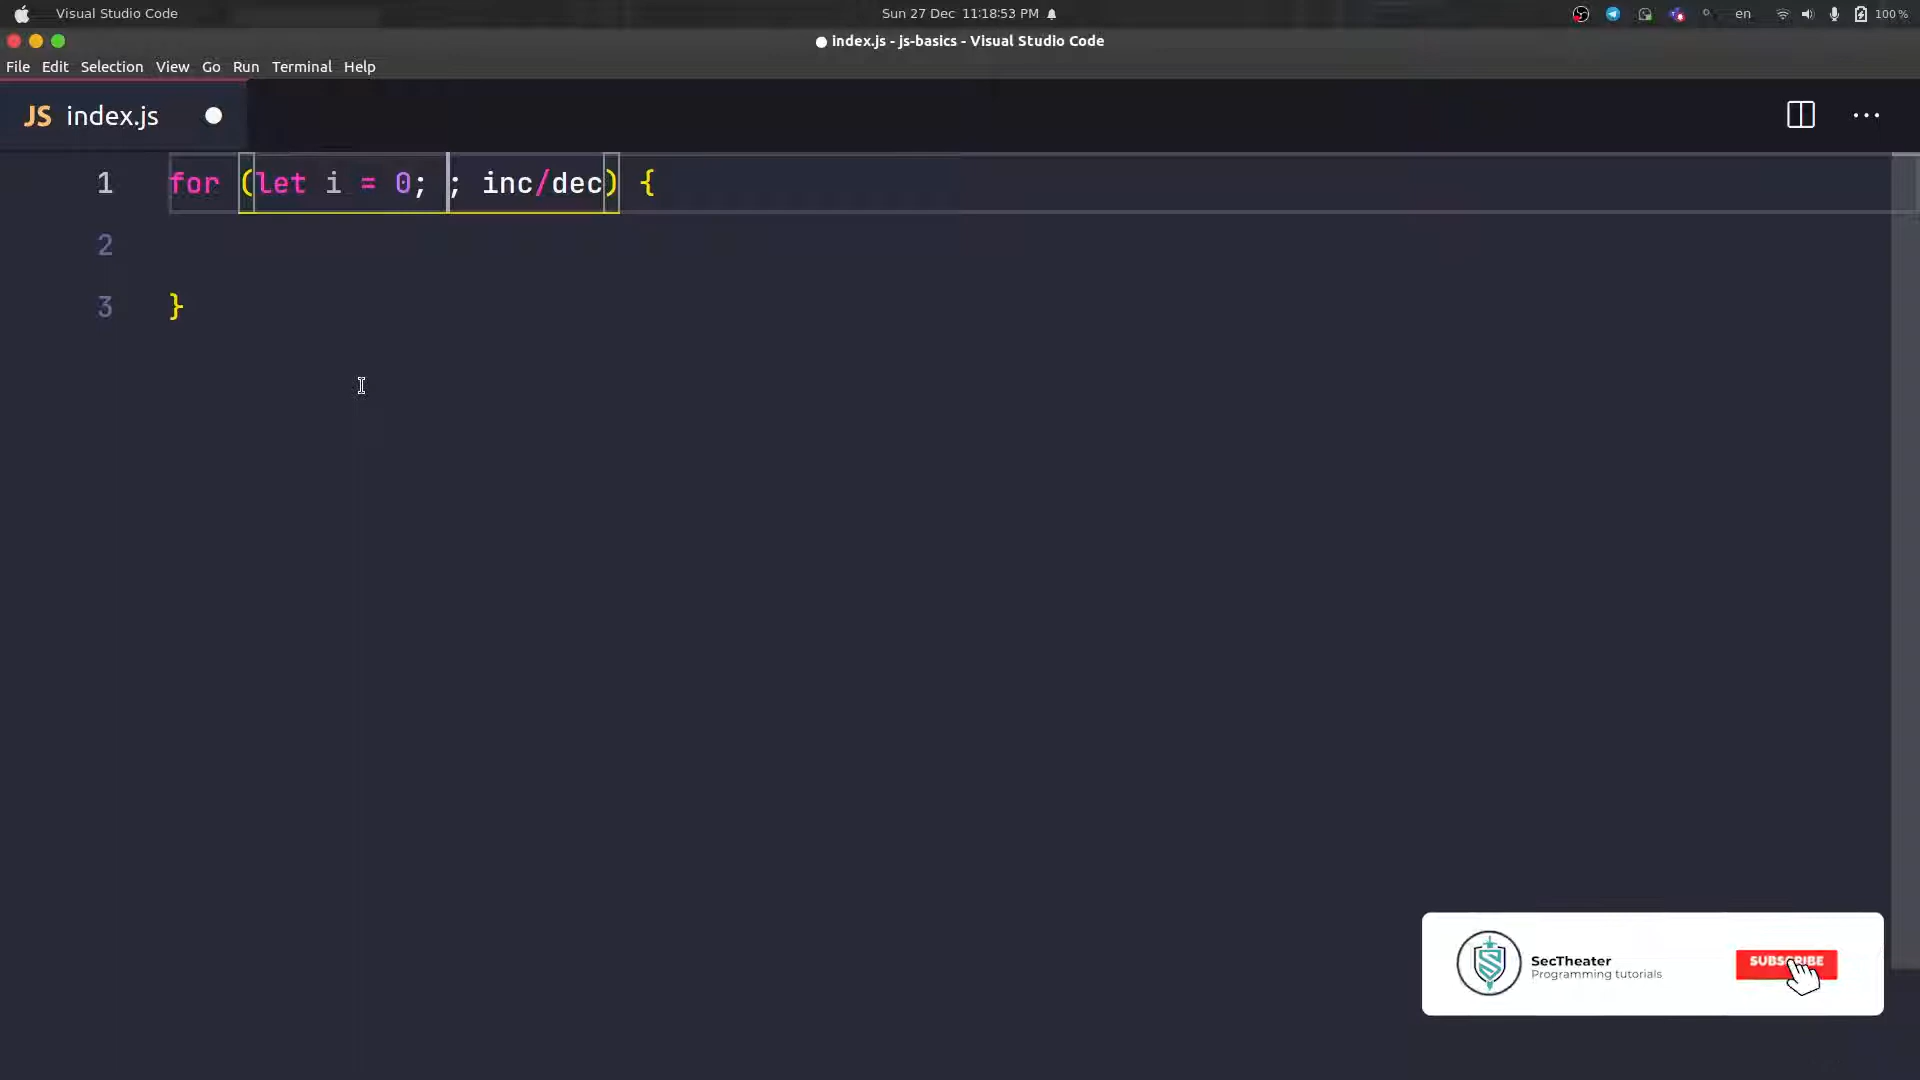 Visual Studio Code
Sun 27 Dec 11:18:53 PM
en
100 %
index.js - js-basics - Visual Studio Code
File Edit Selection View Go Run Terminal Help
JS index.js
1 for (let i = 0; ; inc/dec) {
2
3 }
SecTheater
Programming tutorials
SUBSCRIBE